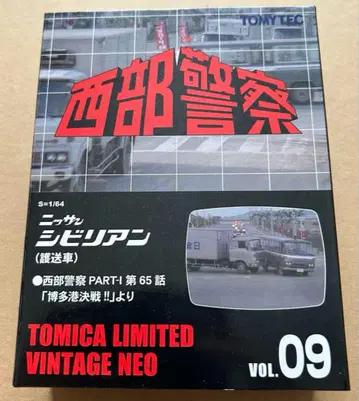 TOMYTEC
西部警察
S=1/64
ニッサン
シビリアン
(護送車)
●西部警察 PART-I 第65話
「博多港決戦!!」より
TOMICA LIMITED
VINTAGE NEO
VOL. 09